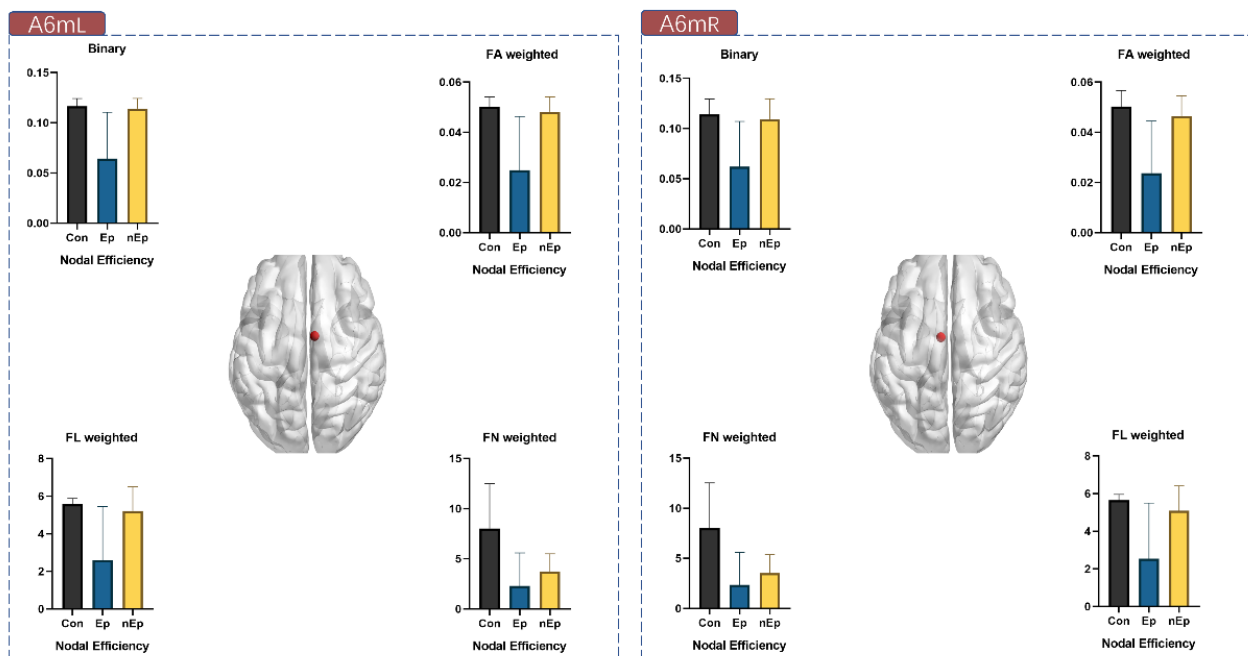 A6mL
Binary
0.15
0.10
0.05
0.00
Con Ep nEp
Nodal Efficiency
FA weighted
0.06
0.04
0.02
0.00
Con Ep nEp
Nodal Efficiency
FL weighted
8
6
4
2
0
Con Ep nEp
Nodal Efficiency
FN weighted
15
10
5
0
Con Ep nEp
Nodal Efficiency
A6mR
Binary
0.15
0.10
0.05
0.00
Con Ep nEp
Nodal Efficiency
FA weighted
0.06
0.04
0.02
0.00
Con Ep nEp
Nodal Efficiency
FN weighted
15
10
5
0
Con Ep nEp
Nodal Efficiency
FL weighted
8
6
4
2
0
Con Ep nEp
Nodal Efficiency